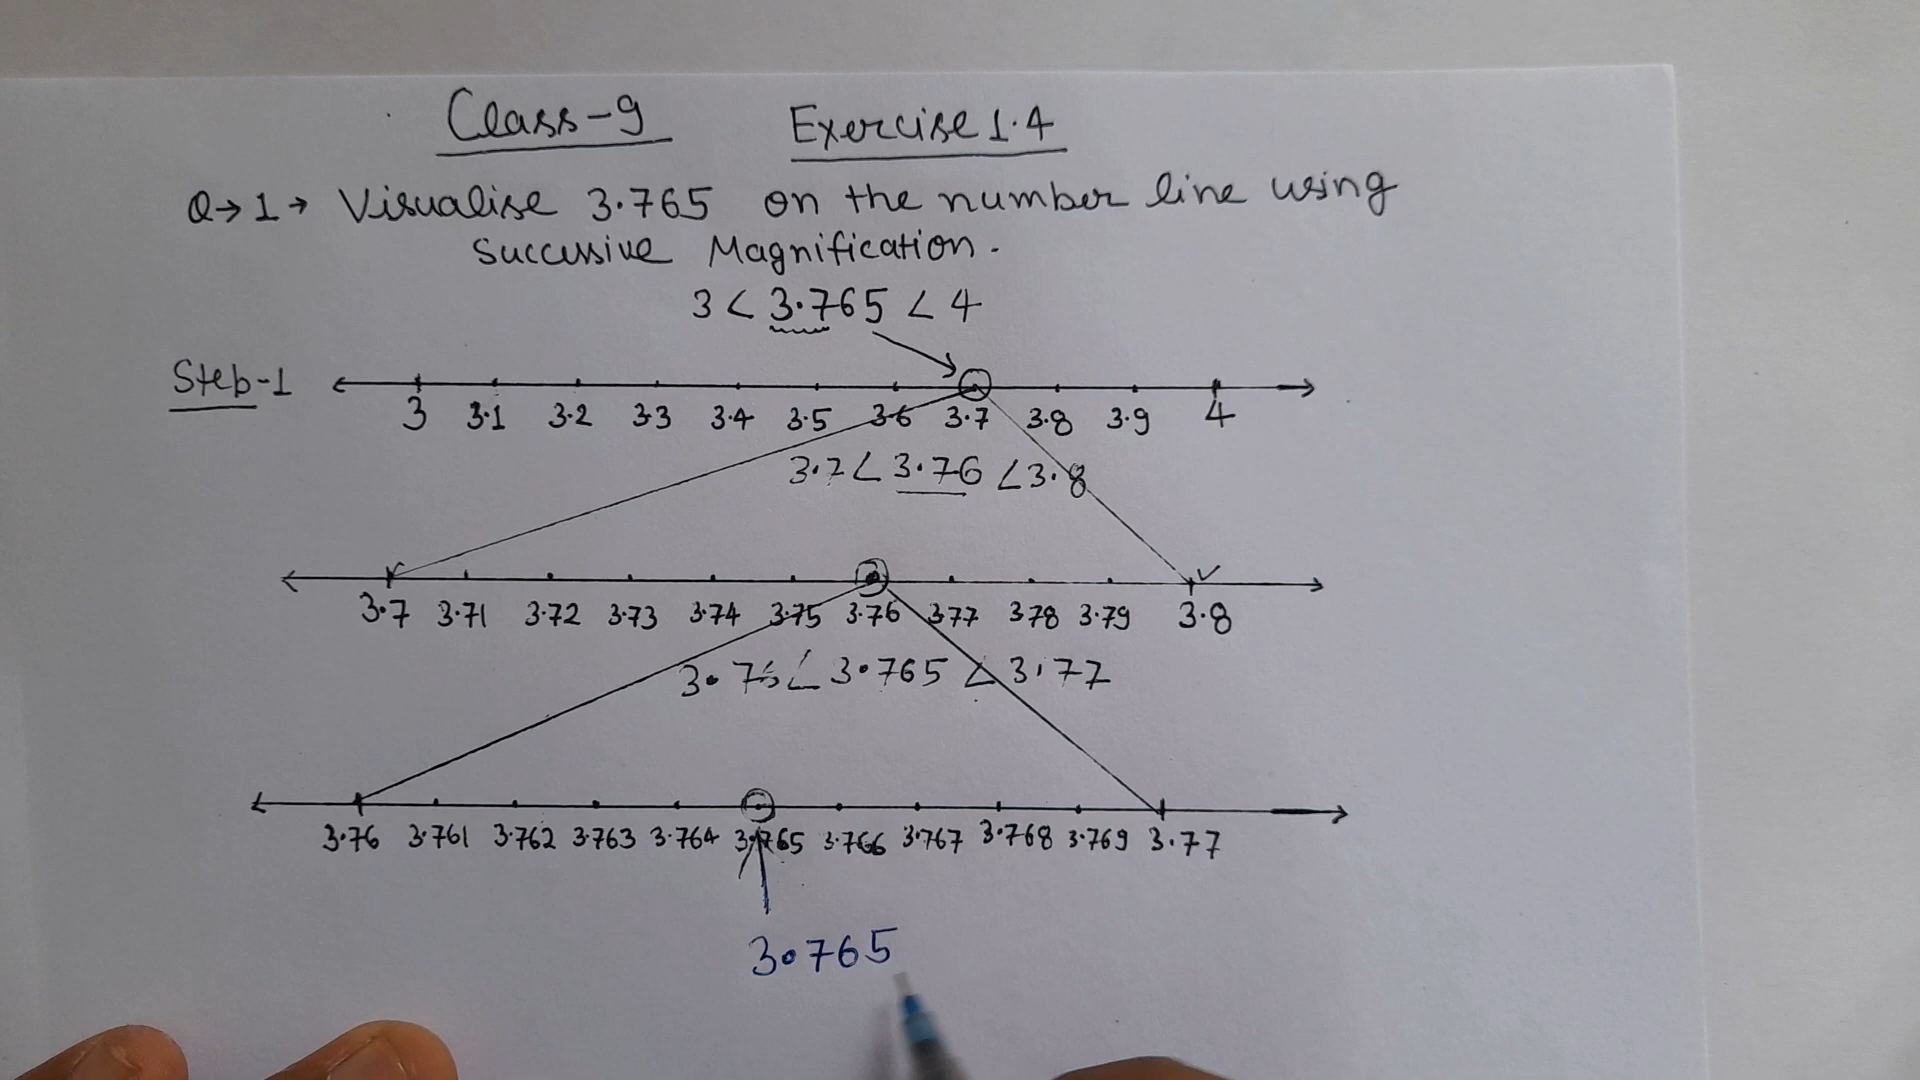 Class-9 Exercise 1.4
Q→1→ Visualise 3.765 on the number line using
Successive Magnification.
3 < 3.765 < 4
Steb-1
3 3.1 3.2 3.3 3.4 3.5 3.6 3.7 3.8 3.9 4
3.7 < 3.76 < 3.8
3.7 3.71 3.72 3.73 3.74 3.75 3.76 3.77 3.78 3.79 3.8
3.76 < 3.765 < 3.77
3.76 3.761 3.762 3.763 3.764 3.765 3.766 3.767 3.768 3.769 3.77
3.765